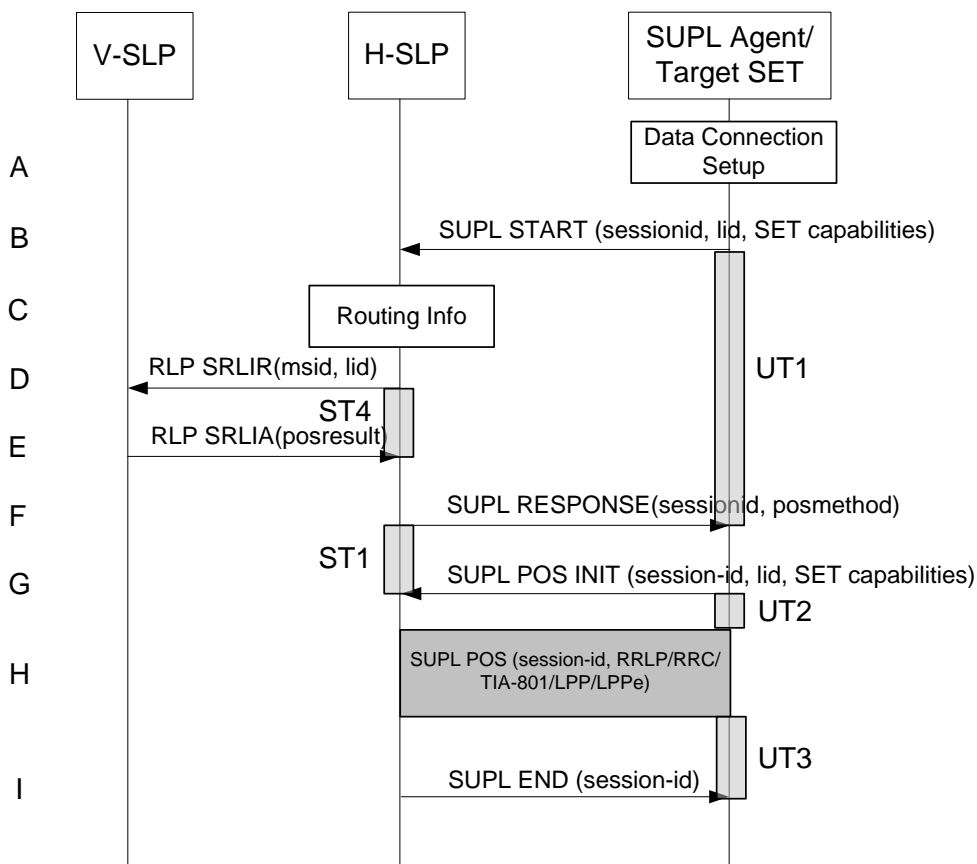 V-SLP
H-SLP
SUPL Agent/
Target SET
A
Data Connection
Setup
B
SUPL START (sessionid, lid, SET capabilities)
C
Routing Info
D
RLP SRLIR(msid, lid)
UT1
ST4
E
RLP SRLIA(posresult)
F
SUPL RESPONSE(sessionid, posmethod)
ST1
G
SUPL POS INIT (session-id, lid, SET capabilities)
UT2
H
SUPL POS (session-id, RRLP/RRC/
TIA-801/LPP/LPPe)
UT3
I
SUPL END (session-id)